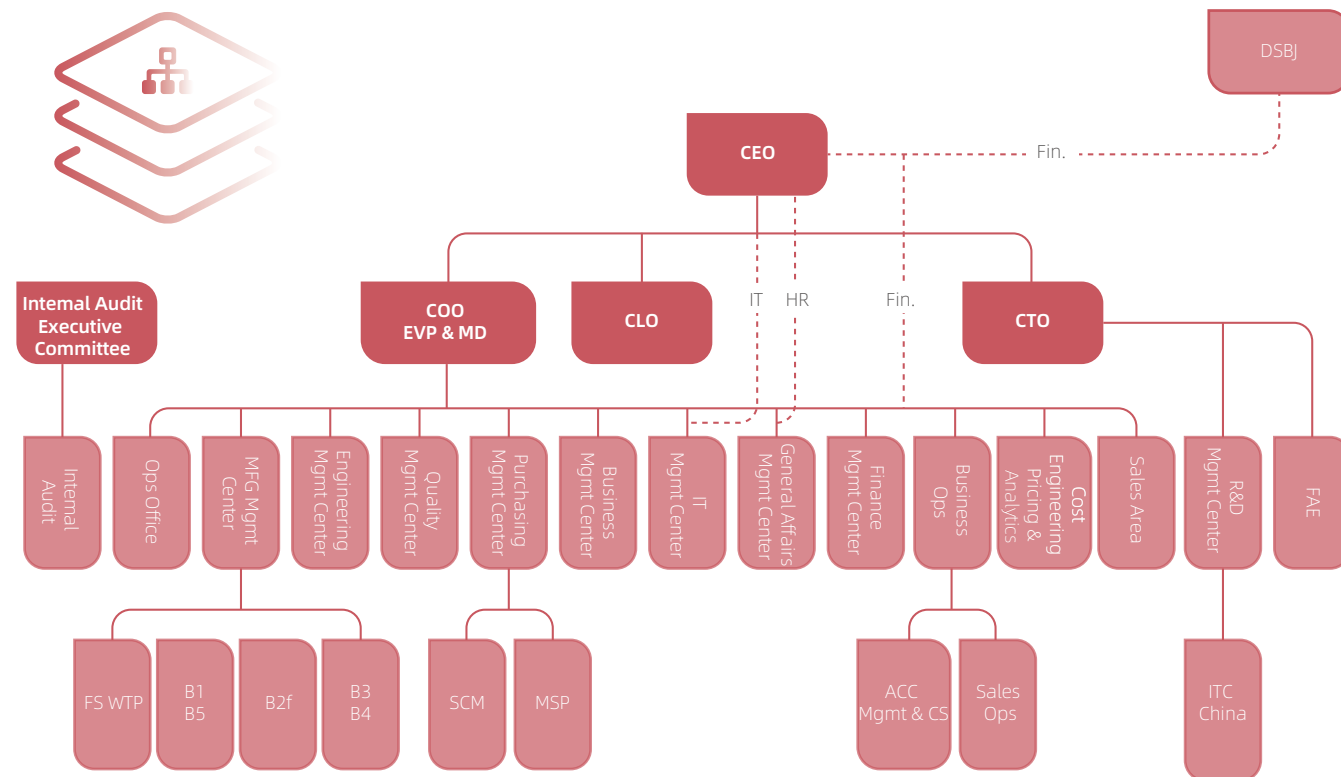 DSBJ
CEO
Fin.
Intemal Audit
Executive
Committee
COO
EVP & MD
CLO
IT
HR
Fin.
CTO
Internal
Audit
Ops Office
MFG Mgmt
Center
Engineering
Mgmt Center
Quality
Mgmt Center
Purchasing
Mgmt Center
Business
Mgmt Center
IT
Mgmt Center
General Affairs
Mgmt Center
Finance
Mgmt Center
Business
Ops
Cost
Engineering
Pricing &
Analytics
Sales Area
R&D
Mgmt Center
FAE
FS WTP
B1
B5
B2f
B3
B4
SCM
MSP
ACC
Mgmt & CS
Sales
Ops
ITC
China